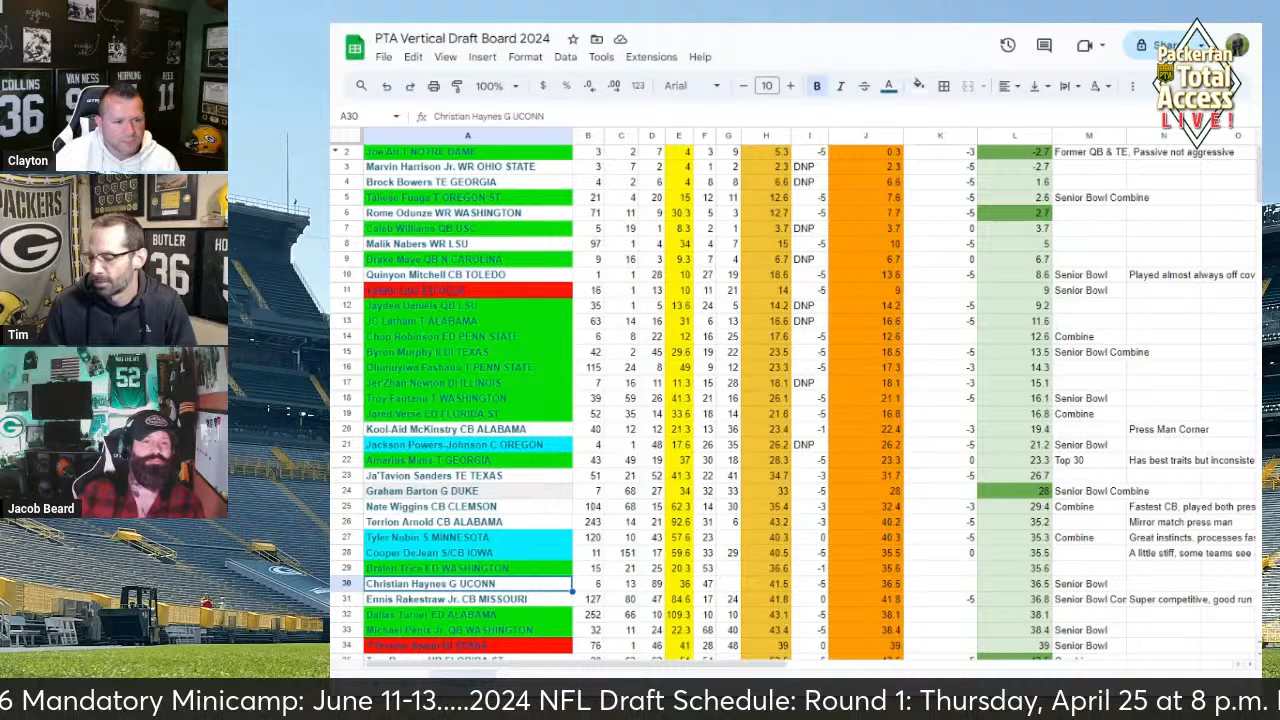 PTA Vertical Draft Board 2024
File Edit View Insert Format Data Tools Extensions Help
100% $ % 123 Arial 10 B I A
A30 Christian Haynes G UCONN
A B C D E F G H I J K L M N O
2 Joe Alt T NOTRE DAME 3 2 7 4 3 9 5.3 -5 0.3 -3 -2.7 Former QB & TE, Passive not aggressive
3 Marvin Harrison Jr. WR OHIO STATE 3 7 2 4 1 2 2.3 DNP 2.3 -5 -2.7
4 Brock Bowers TE GEORGIA 4 2 6 4 8 8 6.6 DNP 6.6 -5 1.6
5 Taliese Fuaga T OREGON ST 21 4 20 15 12 11 12.6 -5 7.6 -5 2.6 Senior Bowl Combine
6 Rome Odunze WR WASHINGTON 71 11 9 30.3 5 3 12.7 -5 7.7 -5 2.7
7 Caleb Williams QB USC 5 19 1 8.3 2 1 3.7 DNP 3.7 0 3.7
8 Malik Nabers WR LSU 97 1 4 34 4 7 15 -5 10 -5 5
9 Drake Maye QB N CAROLINA 9 16 3 9.3 7 4 6.7 DNP 6.7 0 6.7
10 Quinyon Mitchell CB TOLEDO 1 1 28 10 27 19 18.6 -5 13.6 -5 8.6 Senior Bowl Played almost always off cov
11 16 1 13 10 11 21 14 -5 9 9 Senior Bowl
12 Jayden Daniels QB LSU 35 1 5 13.6 24 5 14.2 DNP 14.2 -5 9.2
13 JC Latham T ALABAMA 63 14 16 31 6 13 16.6 DNP 16.6 -5 11.6
14 Chop Robinson ED PENN STATE 6 8 22 12 16 25 17.6 -5 12.6 12.6 Combine
15 Byron Murphy II DI TEXAS 42 2 45 29.6 19 22 23.5 -5 18.5 -5 13.5 Senior Bowl Combine
16 Olumuyiwa Fashanu T PENN STATE 115 24 8 49 9 12 23.3 -5 17.3 -3 14.3
17 Jer'Zhan Newton DI ILLINOIS 7 16 11 11.3 15 28 18.1 DNP 18.1 -3 15.1
18 Troy Fautanu T WASHINGTON 39 59 26 41.3 21 16 26.1 -5 21.1 -5 16.1 Senior Bowl
19 Jared Verse ED FLORIDA ST 52 35 14 33.6 18 14 21.8 -5 16.8 16.8 Combine
20 Kool-Aid McKinstry CB ALABAMA 40 12 12 21.3 13 36 23.4 -1 22.4 -3 19.4 Press Man Corner
21 Jackson Powers-Johnson C OREGON 4 1 48 17.6 26 35 26.2 DNP 26.2 -5 21.2 Senior Bowl
22 Amarius Mims T GEORGIA 43 49 19 37 30 18 28.3 -5 23.3 0 23.3 Top 30 Has best traits but inconsiste
23 Ja'Tavion Sanders TE TEXAS 51 21 52 41.3 22 41 34.7 -3 31.7 -5 26.7
24 Graham Barton G DUKE 7 68 27 34 32 33 33 -5 28 28 Senior Bowl Combine
25 Nate Wiggins CB CLEMSON 104 68 15 62.3 14 30 35.4 -3 32.4 -3 29.4 Combine Fastest CB, played both pres
26 Terrion Arnold CB ALABAMA 243 14 21 92.6 31 6 43.2 -3 40.2 -5 35.2 Mirror match press man
27 Tyler Nubin S MINNESOTA 120 10 43 57.6 23 40.3 0 40.3 -5 35.3 Combine Great instincts, processes fas
28 Cooper DeJean S/CB IOWA 11 151 17 59.6 33 29 40.5 -5 35.5 0 35.5 A little stiff, some teams see
29 Bralen Trice ED WASHINGTON 15 21 25 20.3 53 36.6 -1 35.6 35.6
30 Christian Haynes G UCONN 6 13 89 36 47 41.5 -5 36.5 36.5 Senior Bowl
31 Ennis Rakestraw Jr. CB MISSOURI 127 80 47 84.6 17 24 41.8 0 41.8 -5 36.8 Senior Bowl Cor Super competitive, good run
32 Dallas Turner ED ALABAMA 252 66 10 109.3 10 10 43.1 -5 38.1 38.1
33 Michael Penix Jr. QB WASHINGTON 32 11 24 22.3 68 40 43.4 -5 38.4 0 38.4 Senior Bowl
34 76 1 46 41 28 48 39 0 39 39 Senior Bowl
Packerfan
Total
Access
LIVE!
COLLINS
36
VAN NESS
HORNUNG
11
Clayton
PACKERS
G
BUTLER
36
Tim
MATTHEWS
52
Jacob Beard
6 Mandatory Minicamp: June 11-13.....2024 NFL Draft Schedule: Round 1: Thursday, April 25 at 8 p.m.